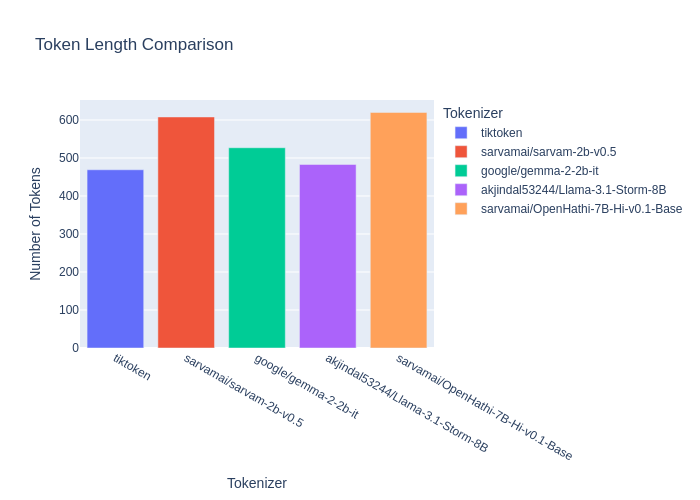 Token Length Comparison
Number of Tokens
600
500
400
300
200
100
0
tiktoken
sarvamai/sarvam-2b-v0.5
google/gemma-2-2b-it
akjindal53244/Llama-3.1-Storm-8B
sarvamai/OpenHathi-7B-Hi-v0.1-Base
Tokenizer
Tokenizer
tiktoken
sarvamai/sarvam-2b-v0.5
google/gemma-2-2b-it
akjindal53244/Llama-3.1-Storm-8B
sarvamai/OpenHathi-7B-Hi-v0.1-Base